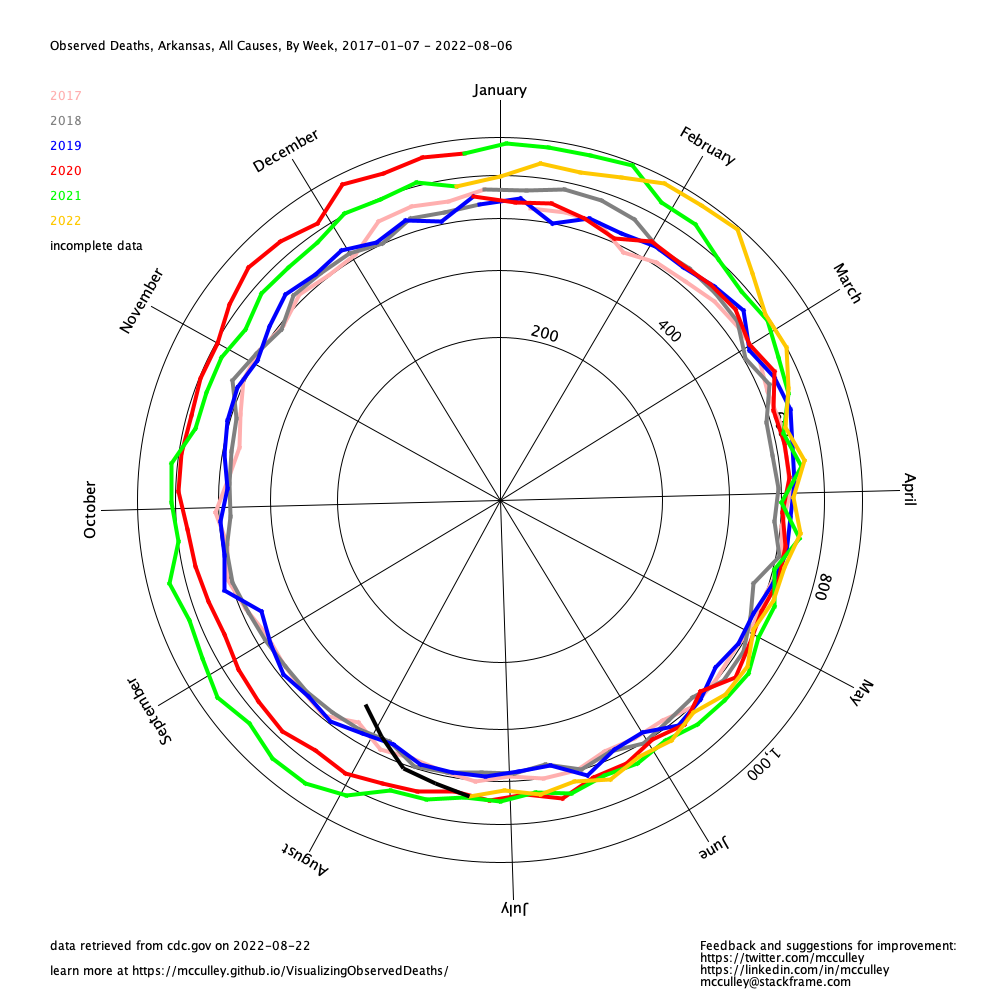 Observed Deaths, Arkansas, All Causes, By Week, 2017-01-07 - 2022-08-06
January
2017
2018
2019
2020
2021
2022
incomplete data
December
February
November
March
200
400
October
April
800
September
May
1,000
August
June
July
data retrieved from cdc.gov on 2022-08-22
learn more at https://mcculley.github.io/VisualizingObservedDeaths/
Feedback and suggestions for improvement:
https://twitter.com/mcculley
https://linkedin.com/in/mcculley
mcculley@stackframe.com